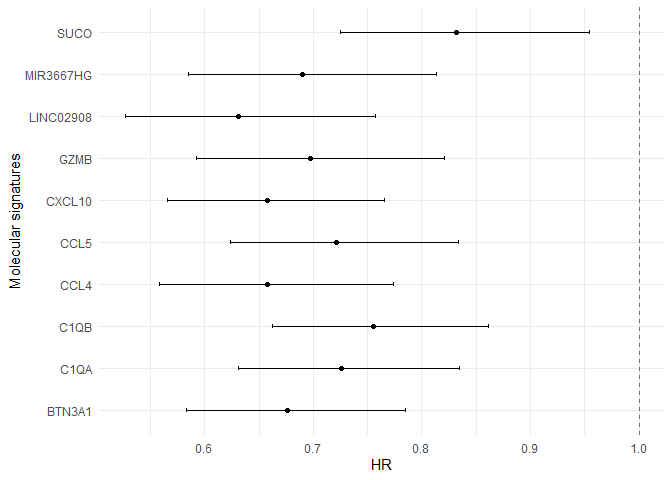 SUCO
MIR3667HG
LINC02908
GZMB
CXCL10
CCL5
CCL4
C1QB
C1QA
BTN3A1
Molecular signatures
0.6 0.7 0.8 0.9 1.0
HR